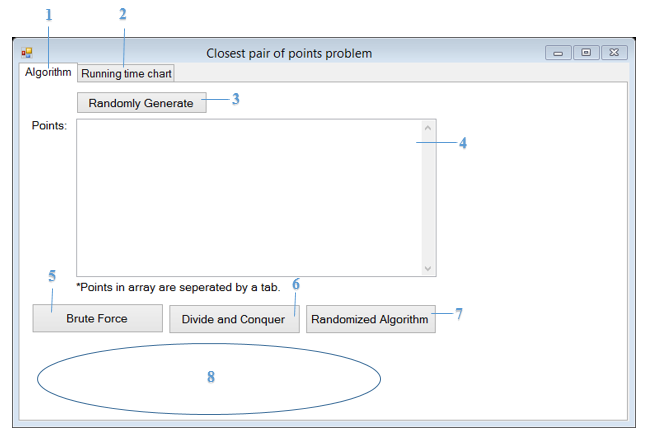 1
2
Closest pair of points problem
Algorithm
Running time chart
Randomly Generate
3
Points:
4
*Points in array are seperated by a tab.
5
6
Brute Force
Divide and Conquer
Randomized Algorithm
7
8